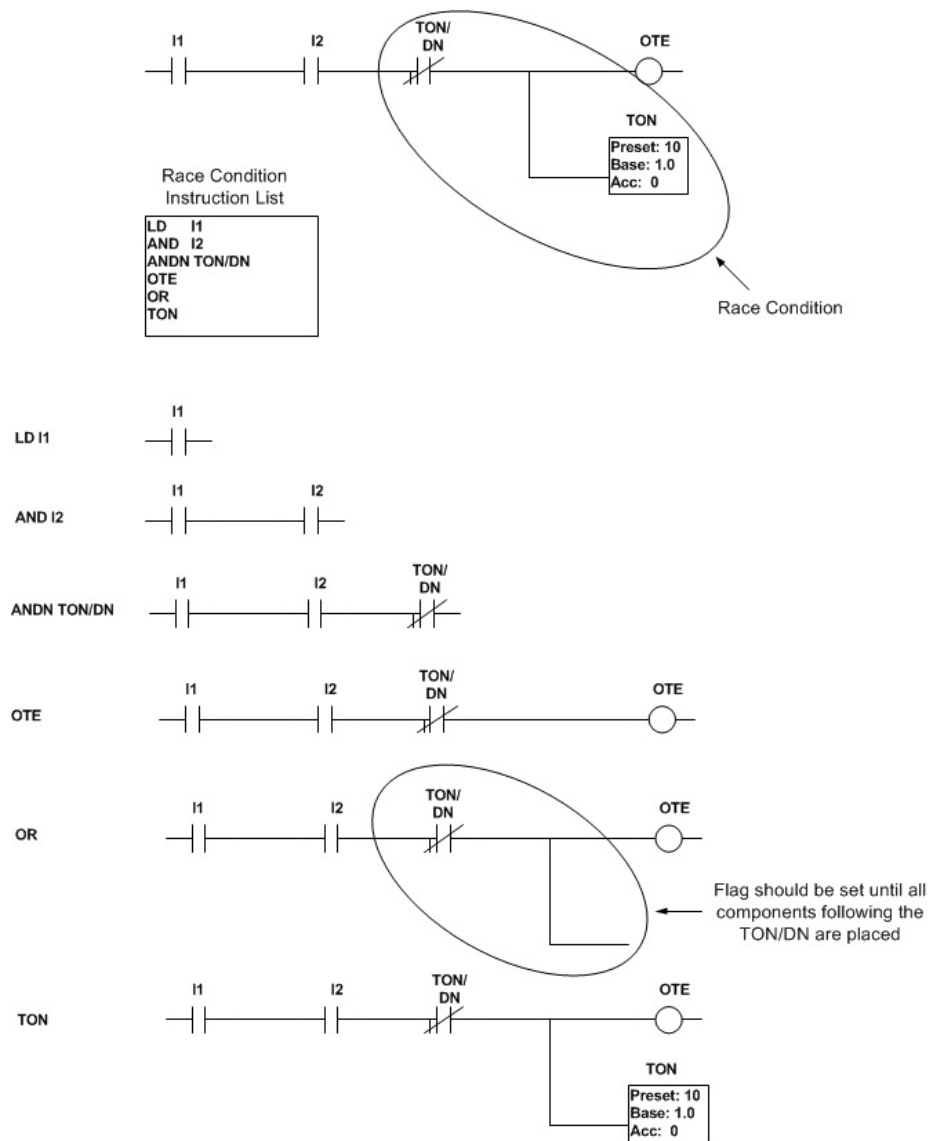 I1
I2
TON/
DN
OTE
TON
Preset: 10
Base: 1.0
Acc: 0
Race Condition
Instruction List
LD I1
AND I2
ANDN TON/DN
OTE
OR
TON
Race Condition
LD I1
I1
AND I2
I1
I2
ANDN TON/DN
I1
I2
TON/
DN
OTE
I1
I2
TON/
DN
OTE
OR
I1
I2
TON/
DN
OTE
Flag should be set until all
components following the
TON/DN are placed
TON
I1
I2
TON/
DN
OTE
TON
Preset: 10
Base: 1.0
Acc: 0